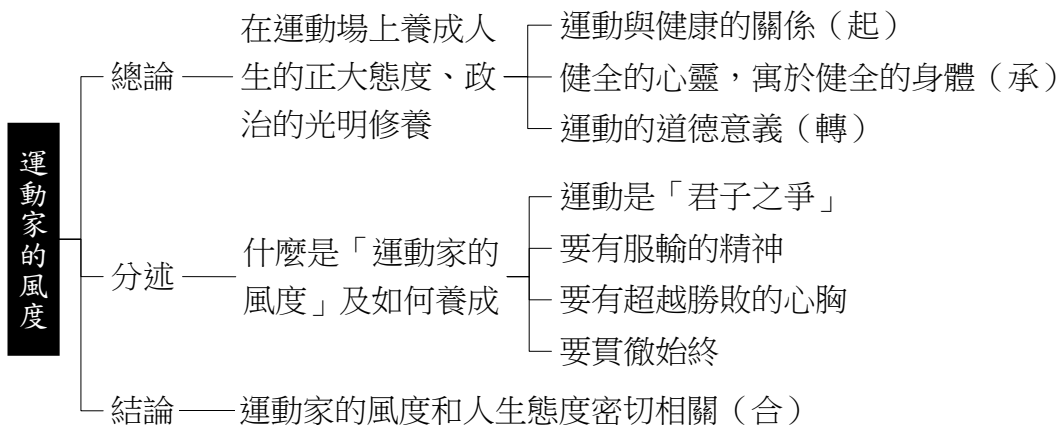 運動家的風度
總論
在運動場上養成人
生的正大態度、政
治的光明修養
運動與健康的關係（起）
健全的心靈，寓於健全的身體（承）
運動的道德意義（轉）
分述
什麼是「運動家的
風度」及如何養成
運動是「君子之爭」
要有服輸的精神
要有超越勝敗的心胸
要貫徹始終
結論
運動家的風度和人生態度密切相關（合）